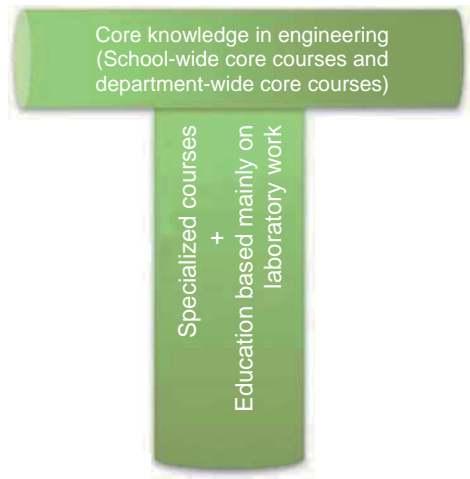 Core knowledge in engineering
(School-wide core courses and
department-wide core courses)
Specialized courses
+
Education based mainly on
laboratory work